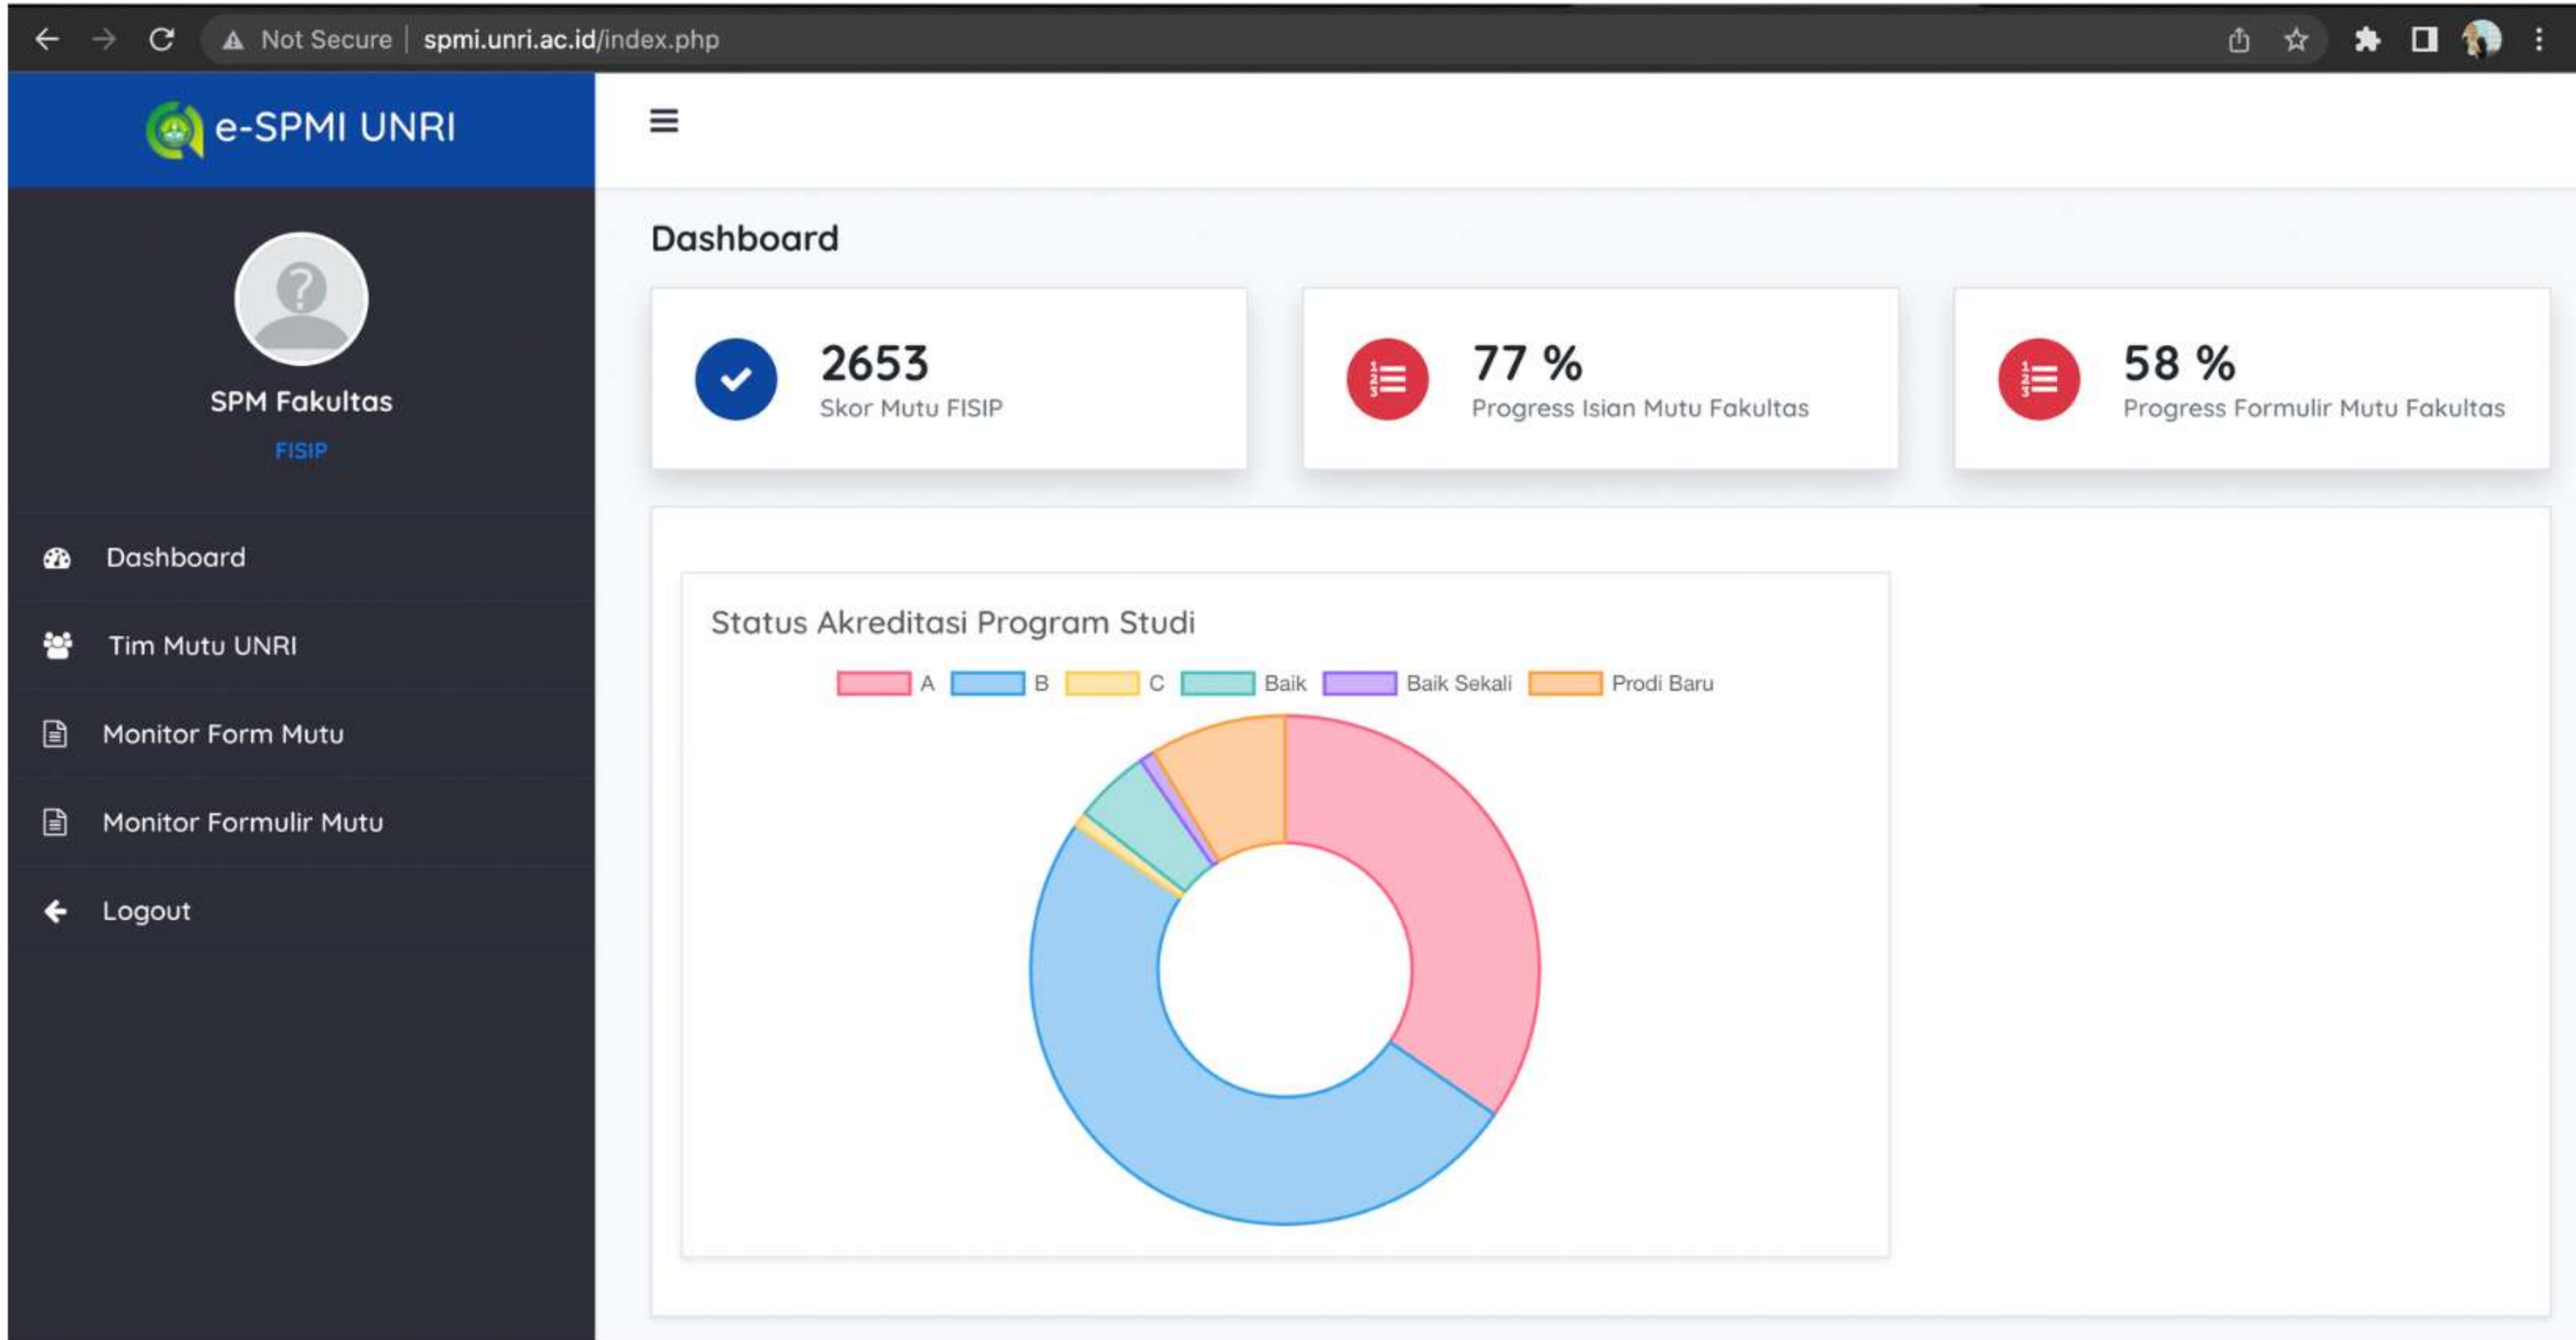 Not Secure | spmi.unri.ac.id/index.php
e-SPMI UNRI
SPM Fakultas
FISIP
Dashboard
Tim Mutu UNRI
Monitor Form Mutu
Monitor Formulir Mutu
Logout
Dashboard
2653
Skor Mutu FISIP
77 %
Progress Isian Mutu Fakultas
58 %
Progress Formulir Mutu Fakultas
Status Akreditasi Program Studi
A B C Baik Baik Sekali Prodi Baru